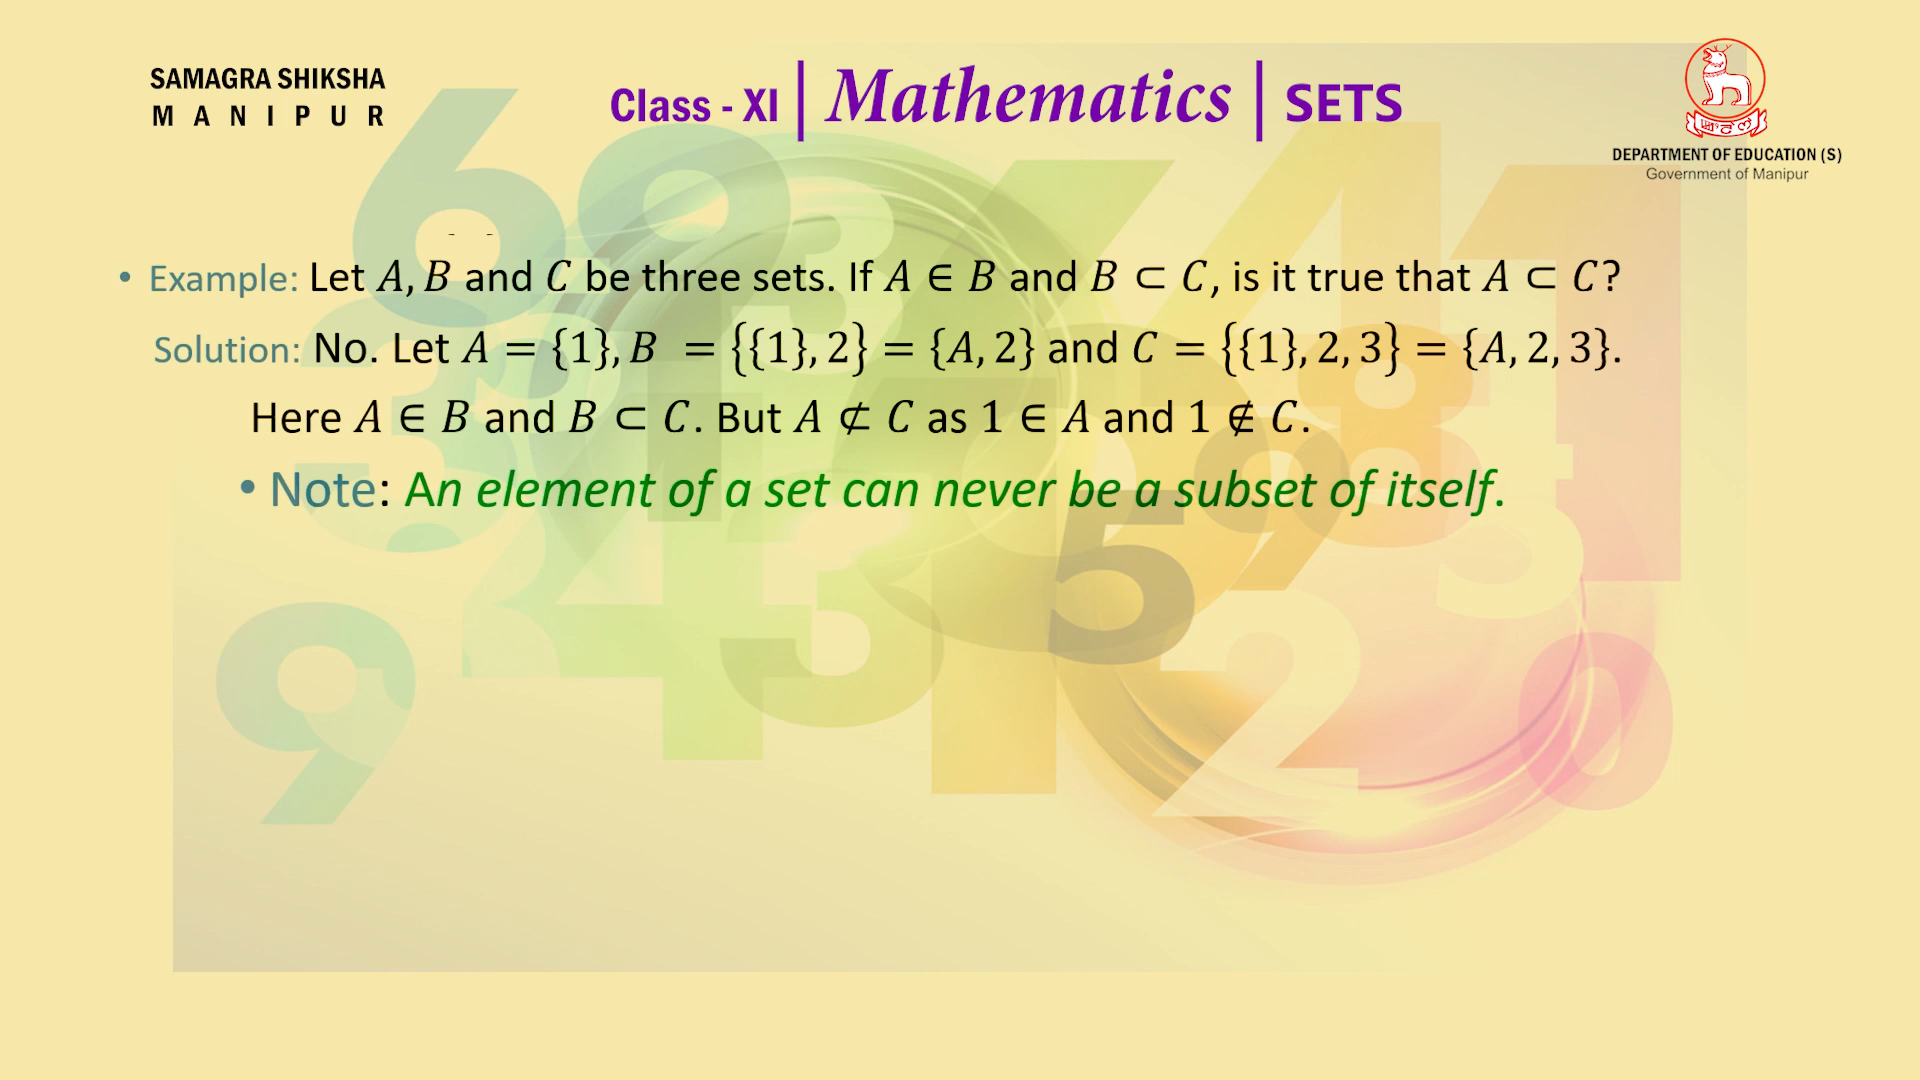 SAMAGRA SHIKSHA
MANIPUR
Class - XI | Mathematics | SETS
DEPARTMENT OF EDUCATION (S)
Government of Manipur
• Example: Let A, B and C be three sets. If A ∈ B and B ⊂ C, is it true that A ⊂ C?
Solution: No. Let A = {1}, B = {{1}, 2} = {A, 2} and C = {{1}, 2, 3} = {A, 2, 3}.
Here A ∈ B and B ⊂ C. But A ⊄ C as 1 ∈ A and 1 ∉ C.
• Note: An element of a set can never be a subset of itself.